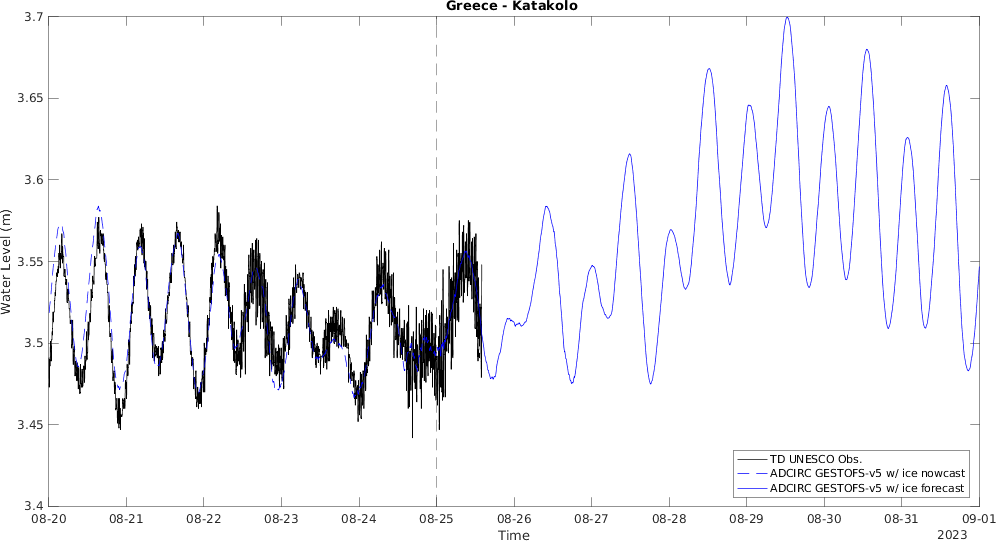 Greece - Katakolo
3.7
3.65
3.6
3.55
3.5
3.45
3.4
Water Level (m)
08-20 08-21 08-22 08-23 08-24 08-25 08-26 08-27 08-28 08-29 08-30 08-31 09-01
Time
2023
TD UNESCO Obs.
ADCIRC GESTOFS-v5 w/ ice nowcast
ADCIRC GESTOFS-v5 w/ ice forecast